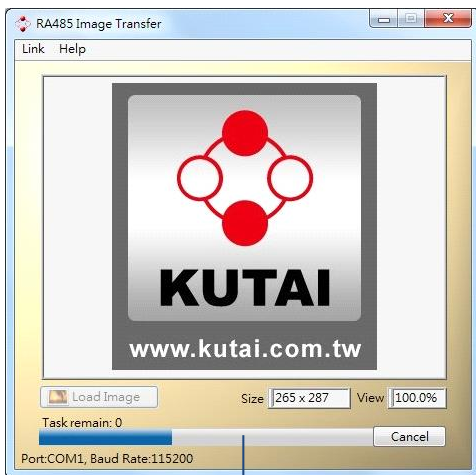 RA485 Image Transfer
Link Help
KUTAI
www.kutai.com.tw
Load Image Size 265 x 287 View 100.0%
Task remain: 0
Cancel
Port:COM1, Baud Rate:115200